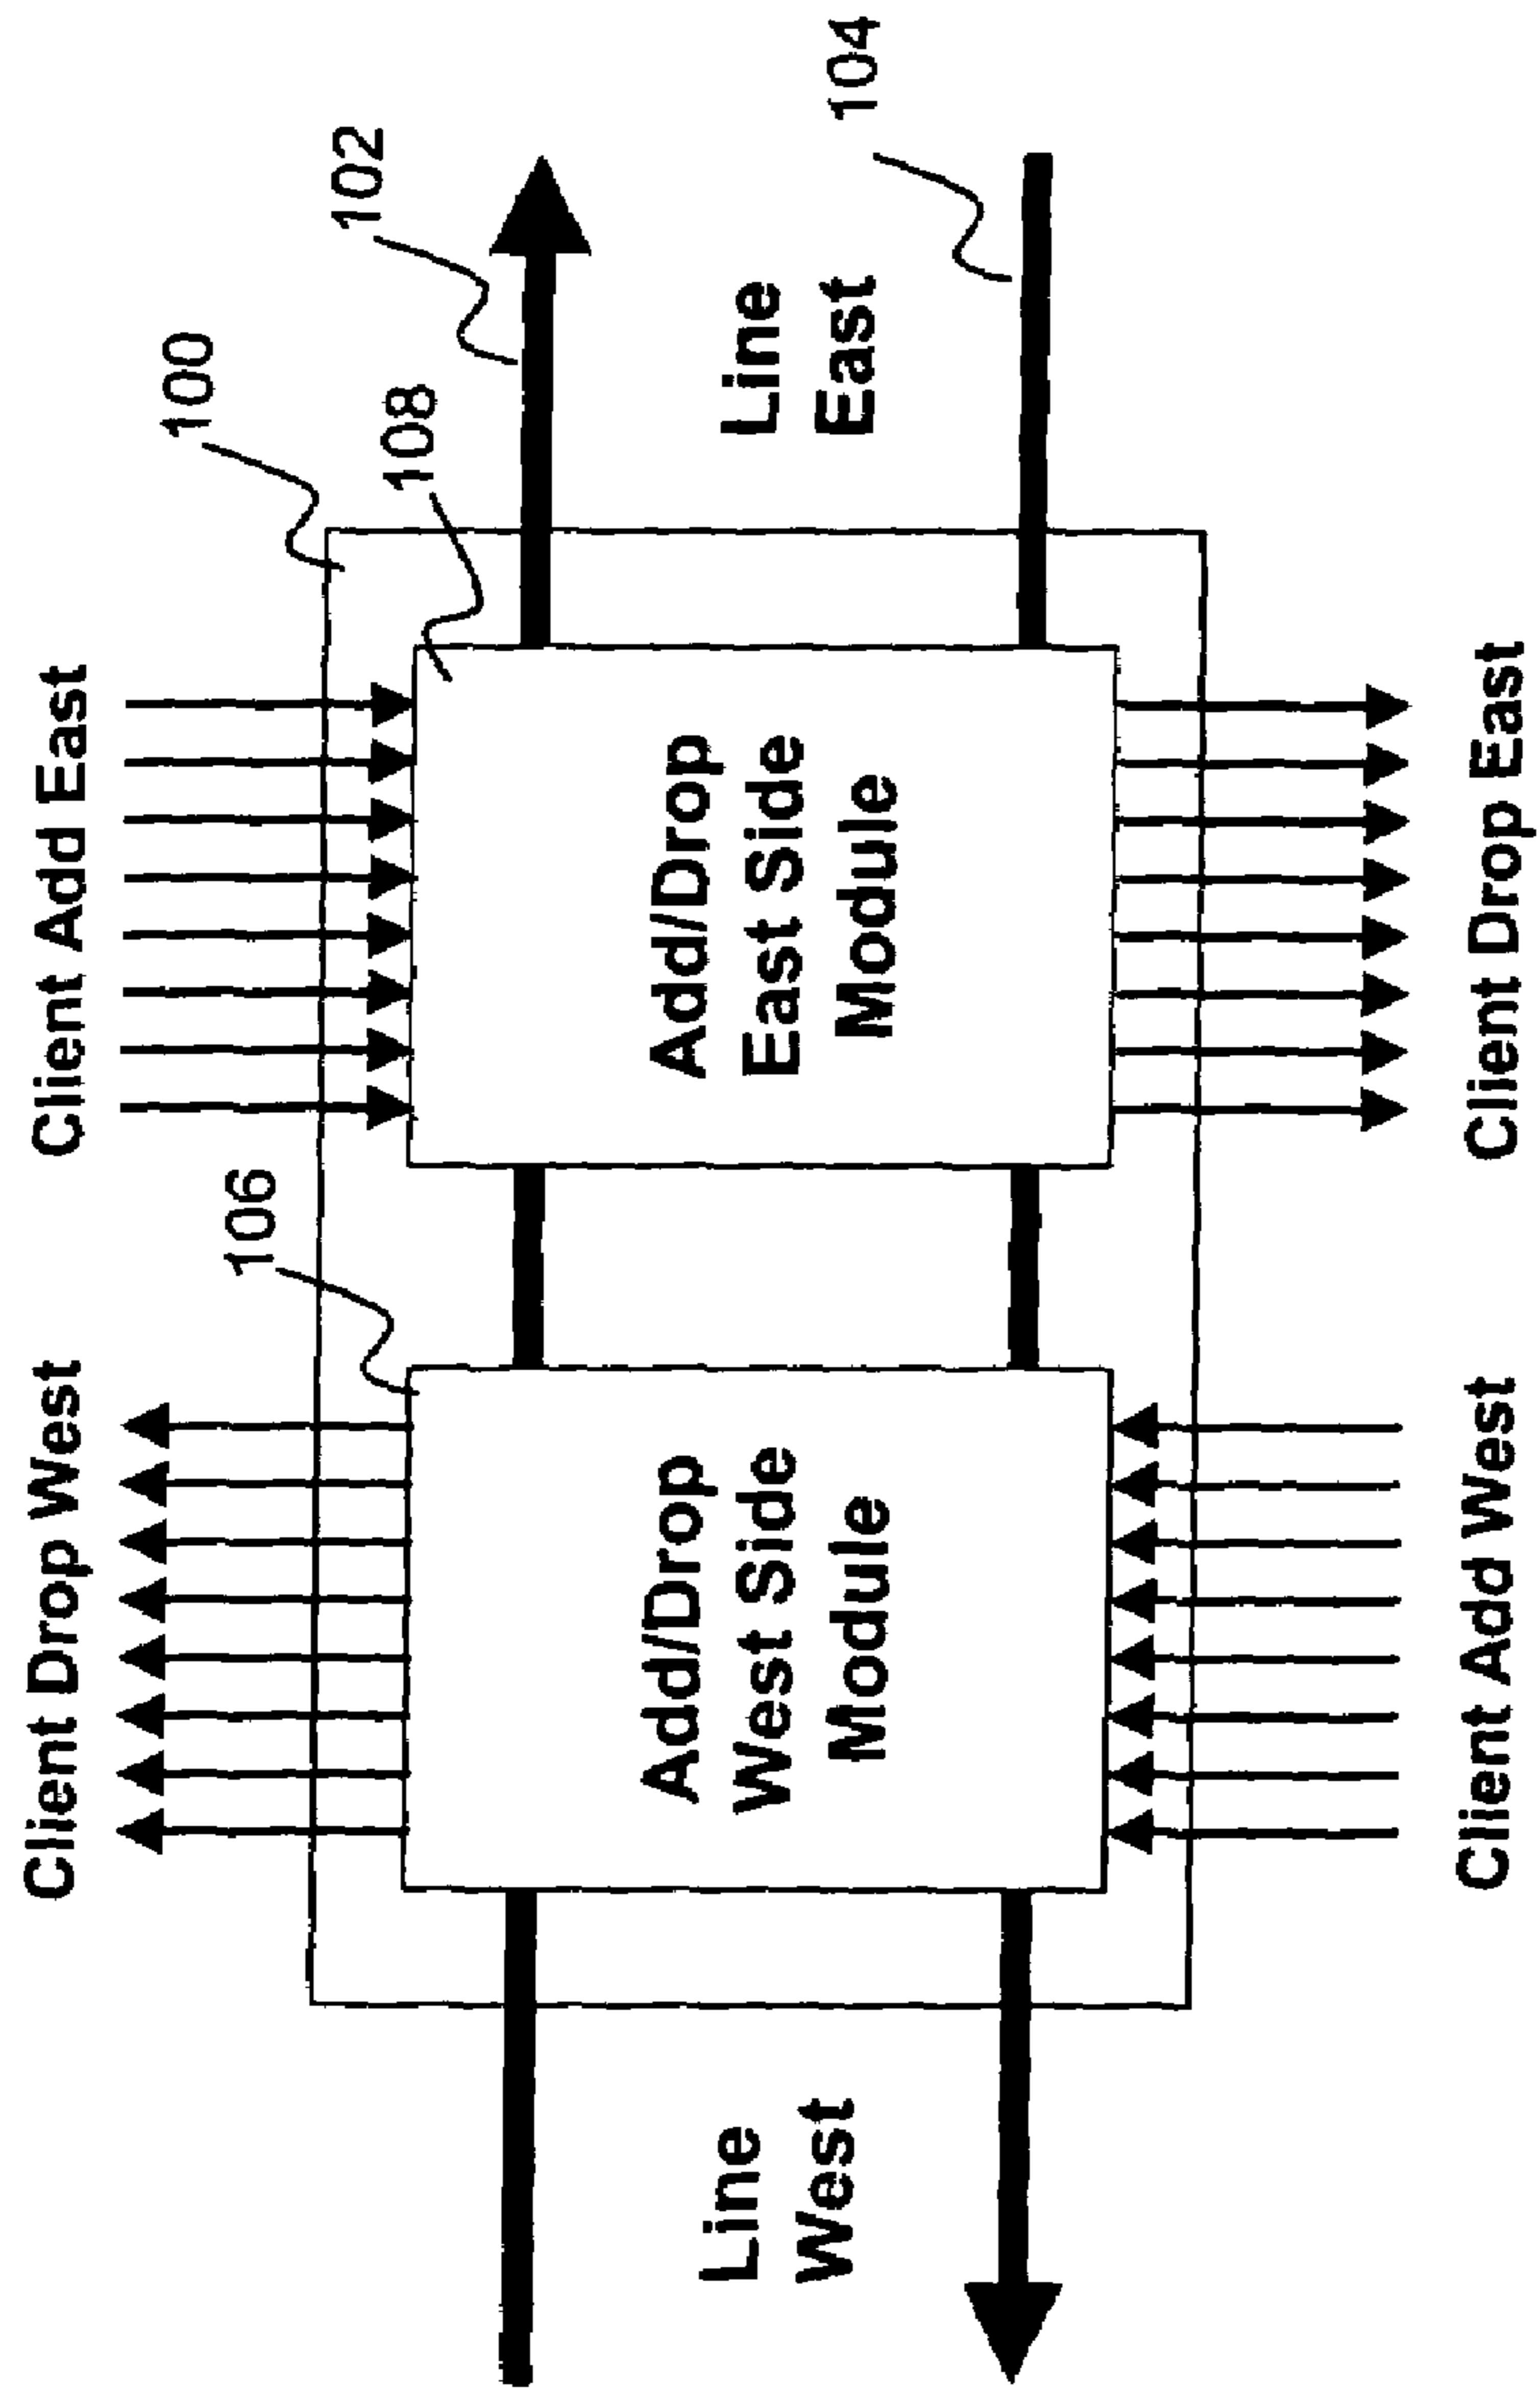 Client Drop West
Client Add East
100
102
104
106
108
Line
West
Add/Drop
West Side
Module
Add/Drop
East Side
Module
Line
East
Client Add West
Client Drop East